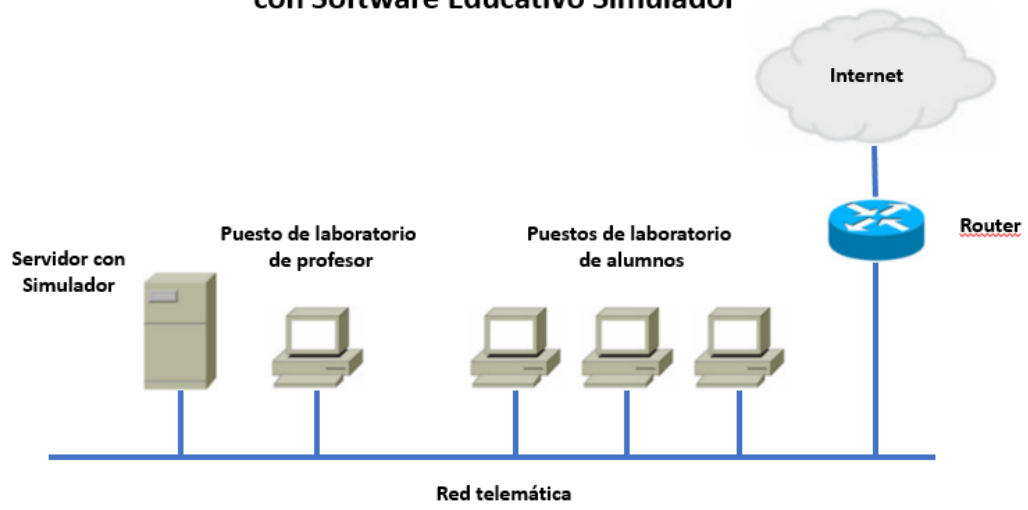 con Software Educativo Simulador
Internet
Router
Puesto de laboratorio
de profesor
Puestos de laboratorio
de alumnos
Servidor con
Simulador
Red telemática